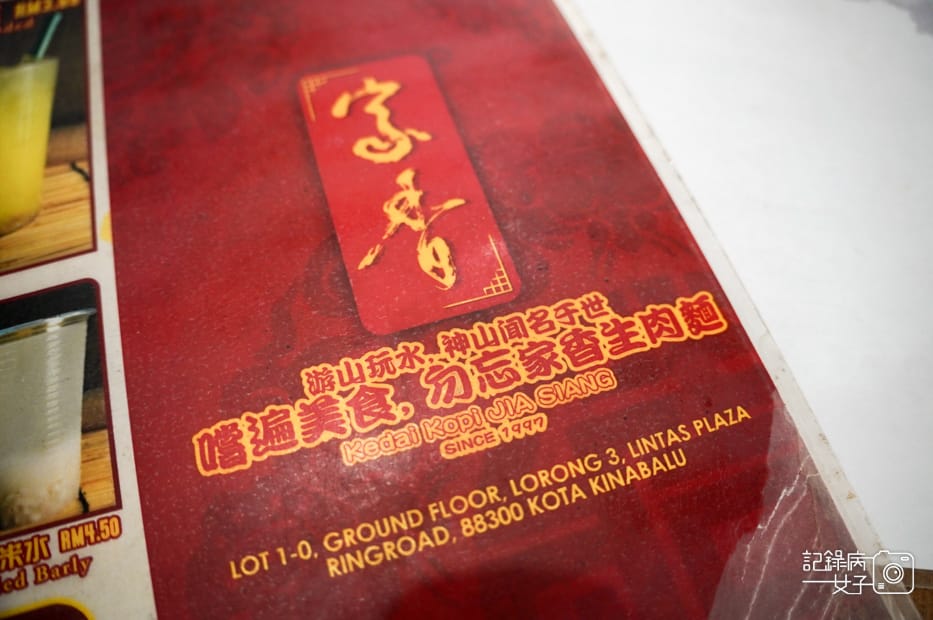 家香
游山玩水, 神山闻名于世
嚐遍美食, 勿忘家香生肉麵
Kedai Kopi JIA SIANG
SINCE 1997
LOT 1-0, GROUND FLOOR, LORONG 3, LINTAS PLAZA
RINGROAD, 88300 KOTA KINABALU
米水 RM4.50
Barly
記錄病
女子